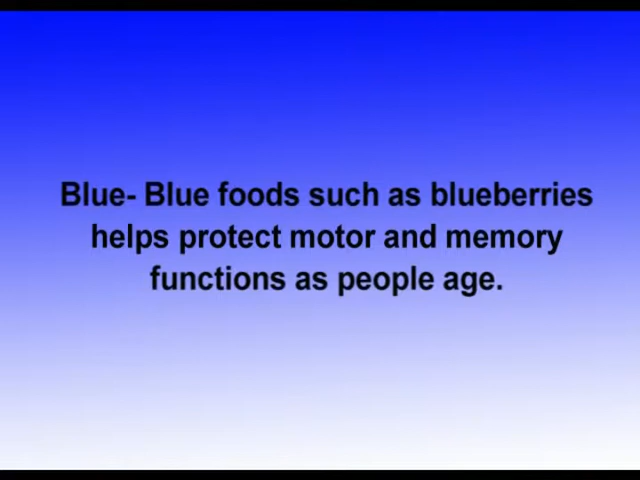 Blue- Blue foods such as blueberries
helps protect motor and memory
functions as people age.